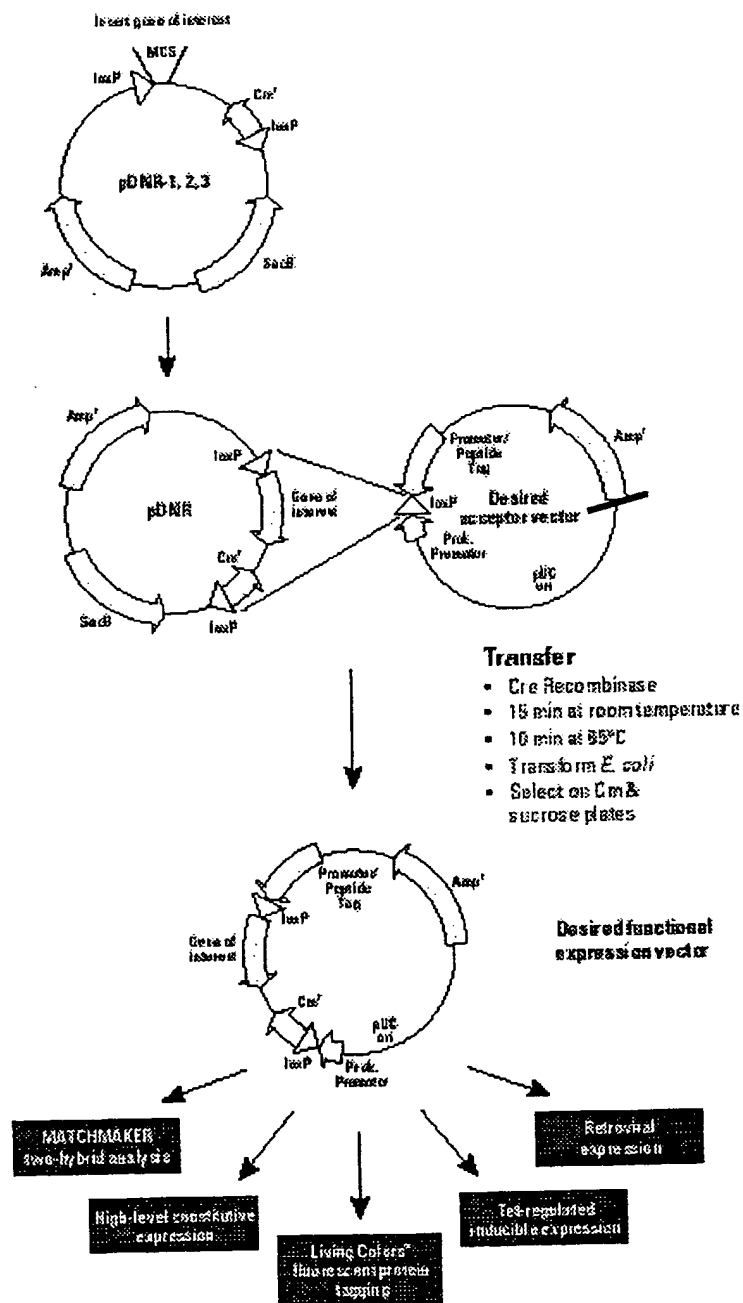 Insert gene of interest
MCS
loxP
Cmʳ
loxP
pDNR-1, 2, 3
Ampʳ
SacB
Ampʳ
loxP
Gene of
interest
pDNR
Cmʳ
SacB
loxP
Promoter/
Peptide
Tag
Ampʳ
loxP
Desired
acceptor vector
Prok.
Promotor
pUC
ori
Transfer
• Cre Recombinase
• 15 min at room temperature
• 10 min at 65°C
• Transform E. coli
• Select on Cm &
sucrose plates
Promoter/
Peptide
Tag
Ampʳ
loxP
Gene of
interest
Cmʳ
pUC
ori
loxP
Prok.
Promotor
Desired functional
expression vector
MATCHMAKER
two-hybrid analysis
Retroviral
expression
High-level constitutive
expression
Tet-regulated
inducible expression
Living Colors™
fluorescent protein
tagging